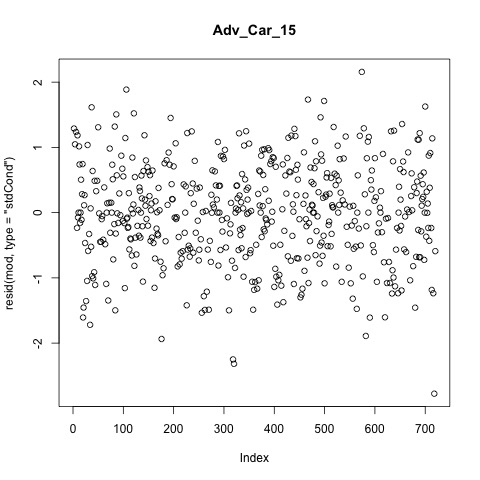 Adv_Car_15
resid(mod, type = "stdCond")
2
1
0
-1
-2
0 100 200 300 400 500 600 700
Index